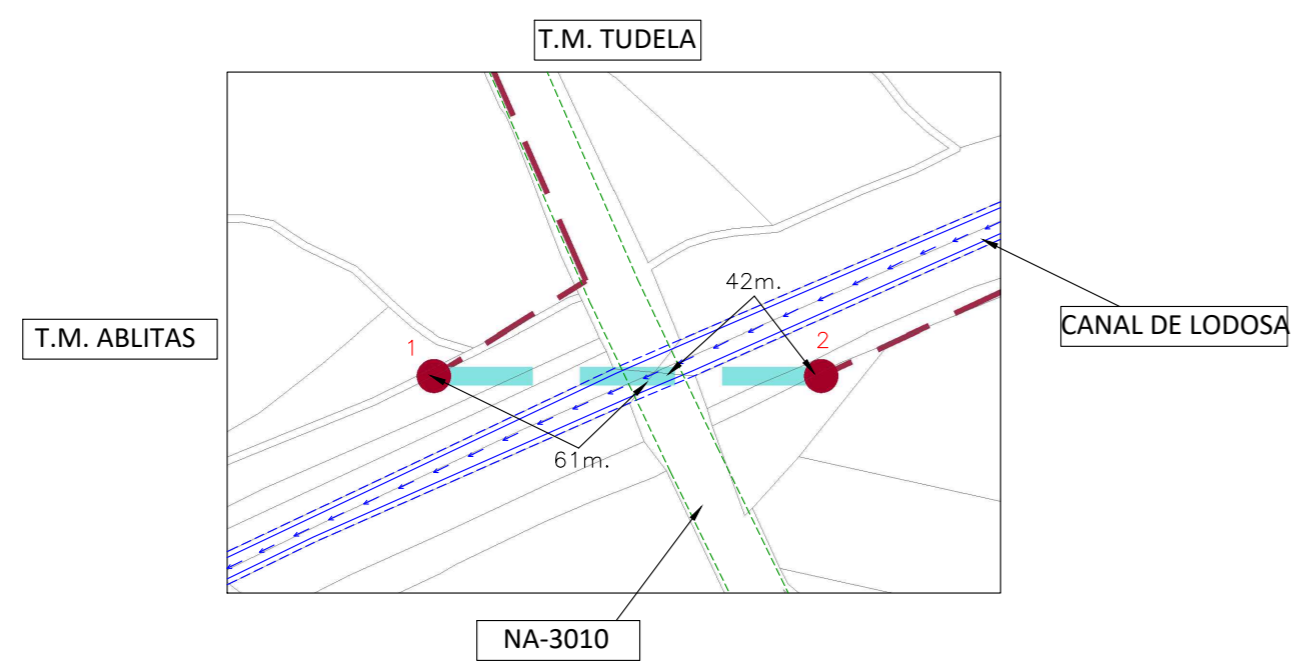 T.M. TUDELA
42m.
CANAL DE LODOSA
T.M. ABLITAS
1
2
61m.
NA-3010